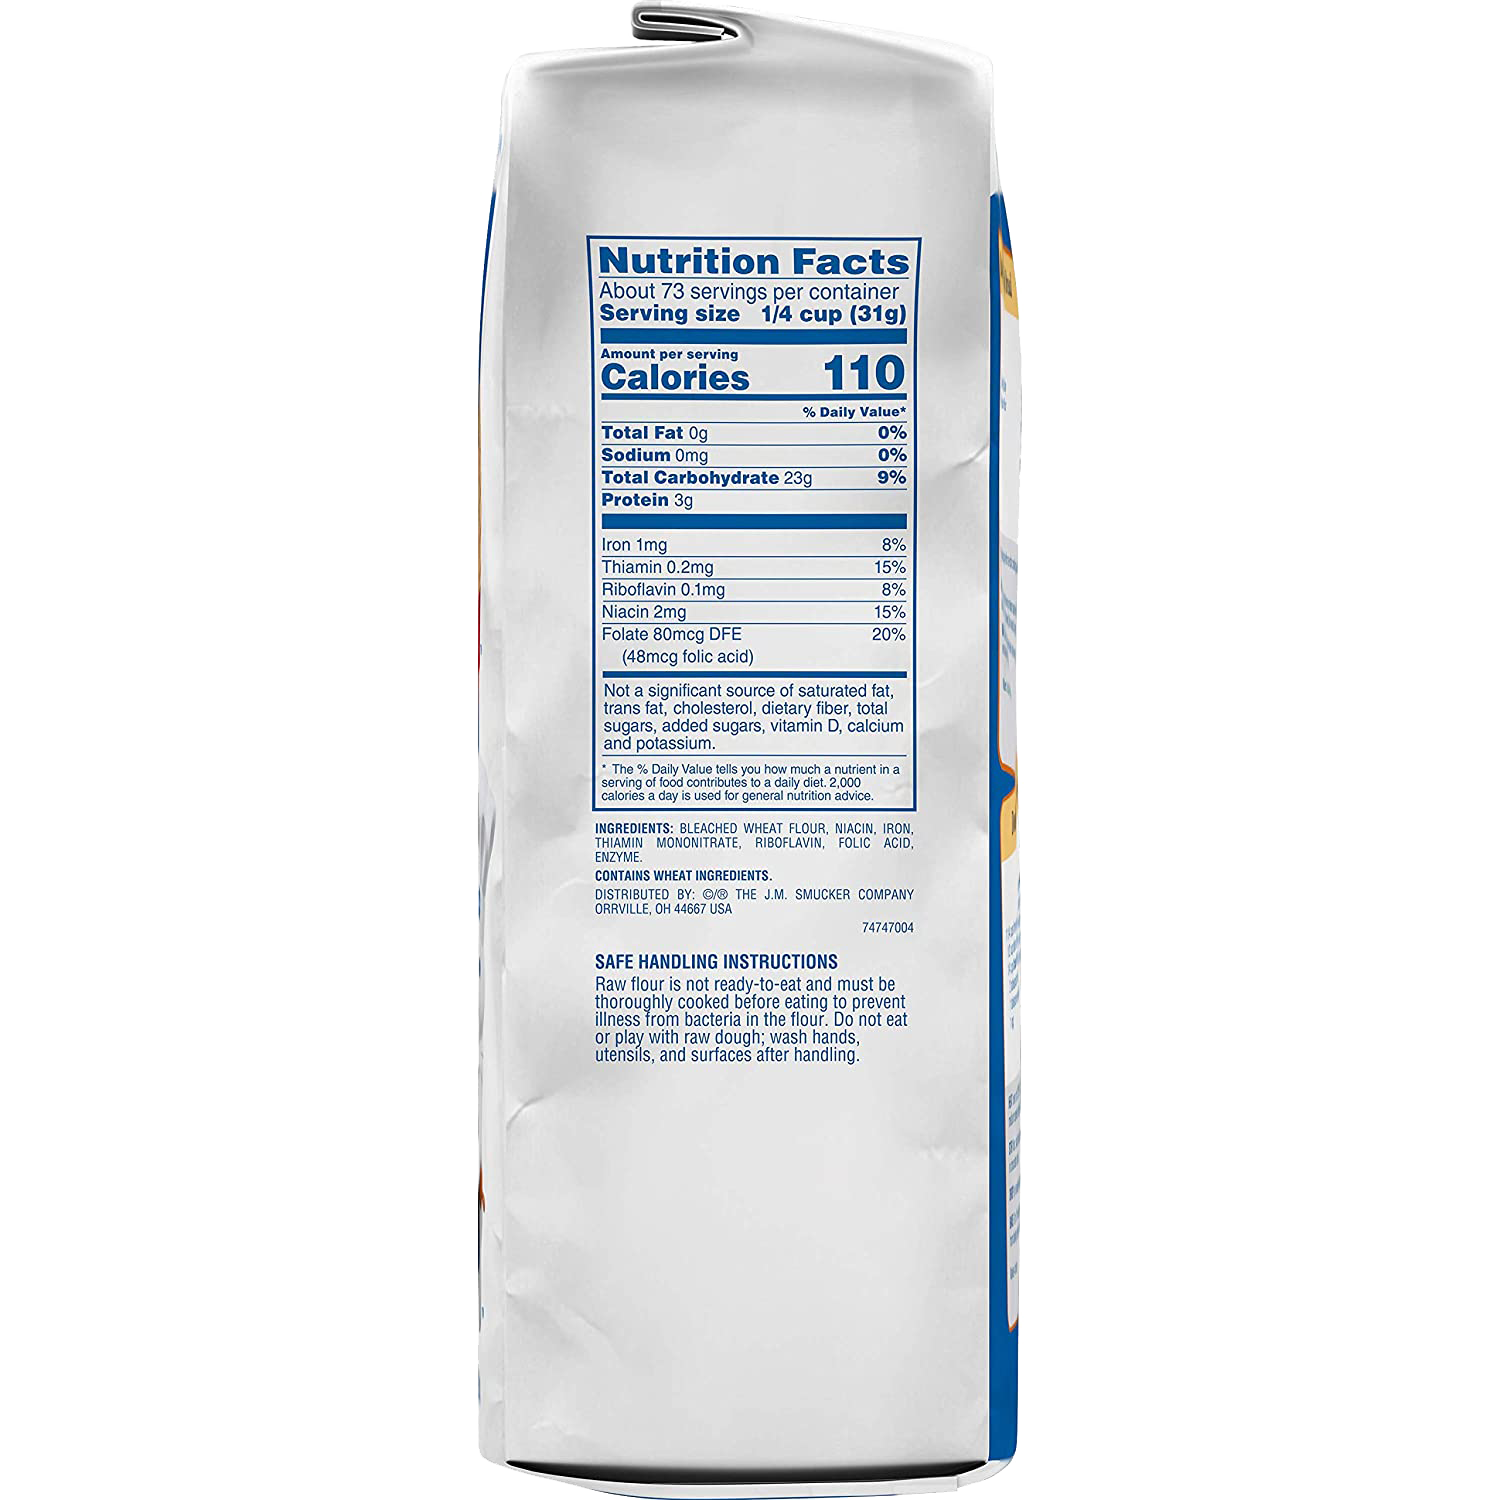 Nutrition Facts
About 73 servings per container
Serving size 1/4 cup (31g)
Amount per serving
Calories 110
% Daily Value*
Total Fat 0g 0%
Sodium 0mg 0%
Total Carbohydrate 23g 9%
Protein 3g
Iron 1mg 8%
Thiamin 0.2mg 15%
Riboflavin 0.1mg 8%
Niacin 2mg 15%
Folate 80mcg DFE 20%
(48mcg folic acid)
Not a significant source of saturated fat,
trans fat, cholesterol, dietary fiber, total
sugars, added sugars, vitamin D, calcium
and potassium.
* The % Daily Value tells you how much a nutrient in a
serving of food contributes to a daily diet. 2,000
calories a day is used for general nutrition advice.
INGREDIENTS: BLEACHED WHEAT FLOUR, NIACIN, IRON,
THIAMIN MONONITRATE, RIBOFLAVIN, FOLIC ACID,
ENZYME.
CONTAINS WHEAT INGREDIENTS.
DISTRIBUTED BY: ©/® THE J.M. SMUCKER COMPANY
ORRVILLE, OH 44667 USA
74747004
SAFE HANDLING INSTRUCTIONS
Raw flour is not ready-to-eat and must be
thoroughly cooked before eating to prevent
illness from bacteria in the flour. Do not eat
or play with raw dough; wash hands,
utensils, and surfaces after handling.